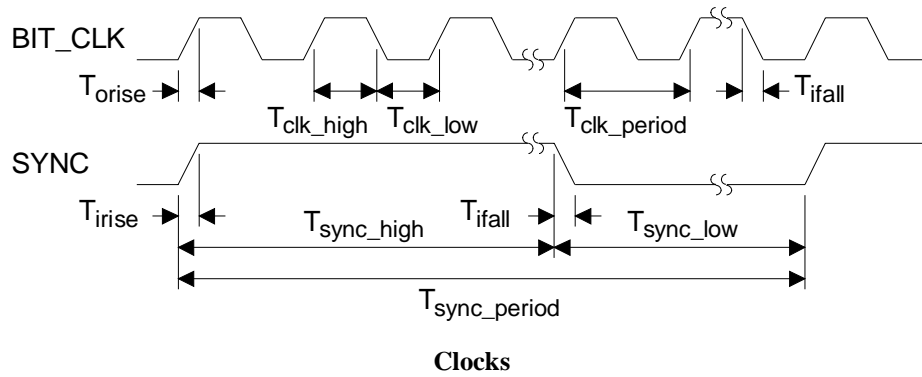 BIT_CLK
Torise
Tclk_high
Tclk_low
Tclk_period
Tifall
SYNC
Tirise
Tsync_high
Tifall
Tsync_low
Tsync_period
Clocks